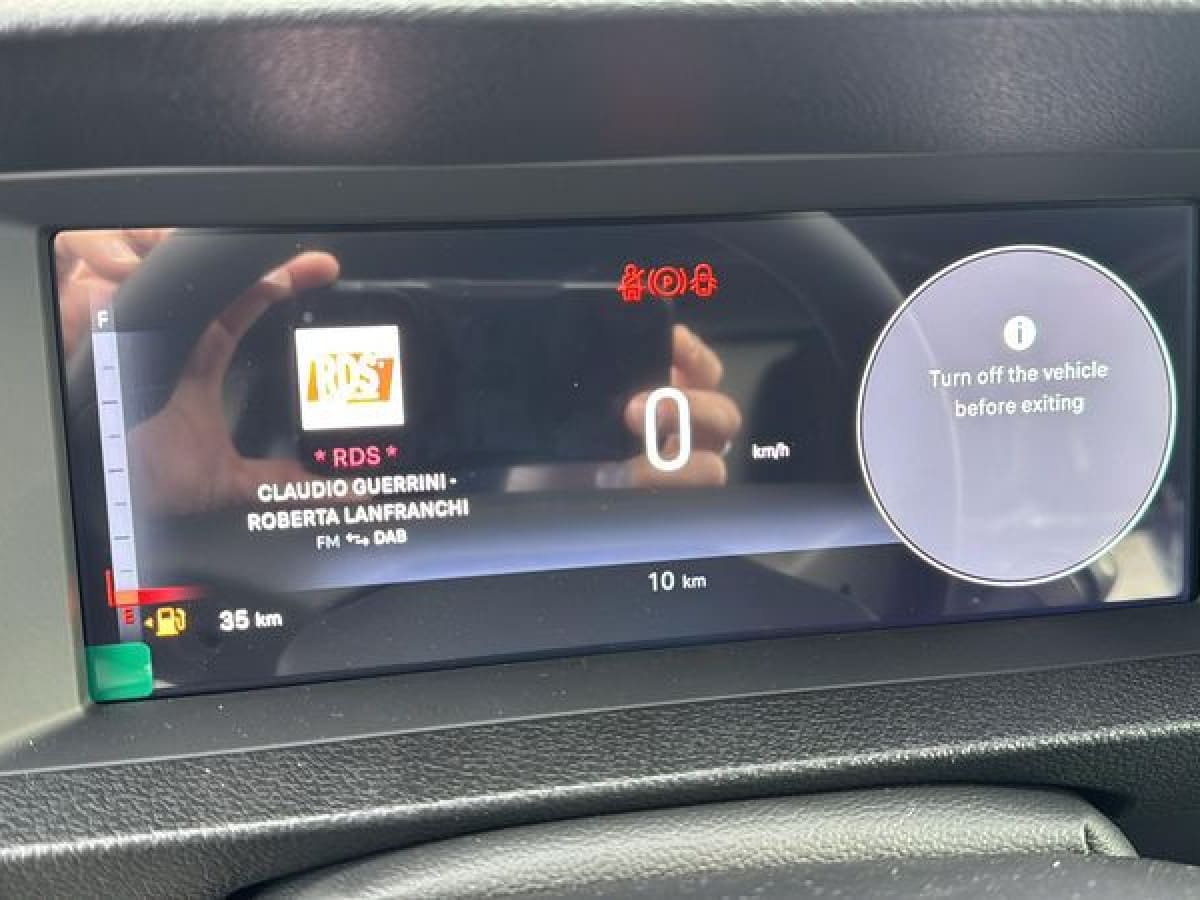 F
RDS
* RDS *
CLAUDIO GUERRINI -
ROBERTA LANFRANCHI
FM ⇆ DAB
E
35 km
P
0 km/h
10 km
i
Turn off the vehicle
before exiting